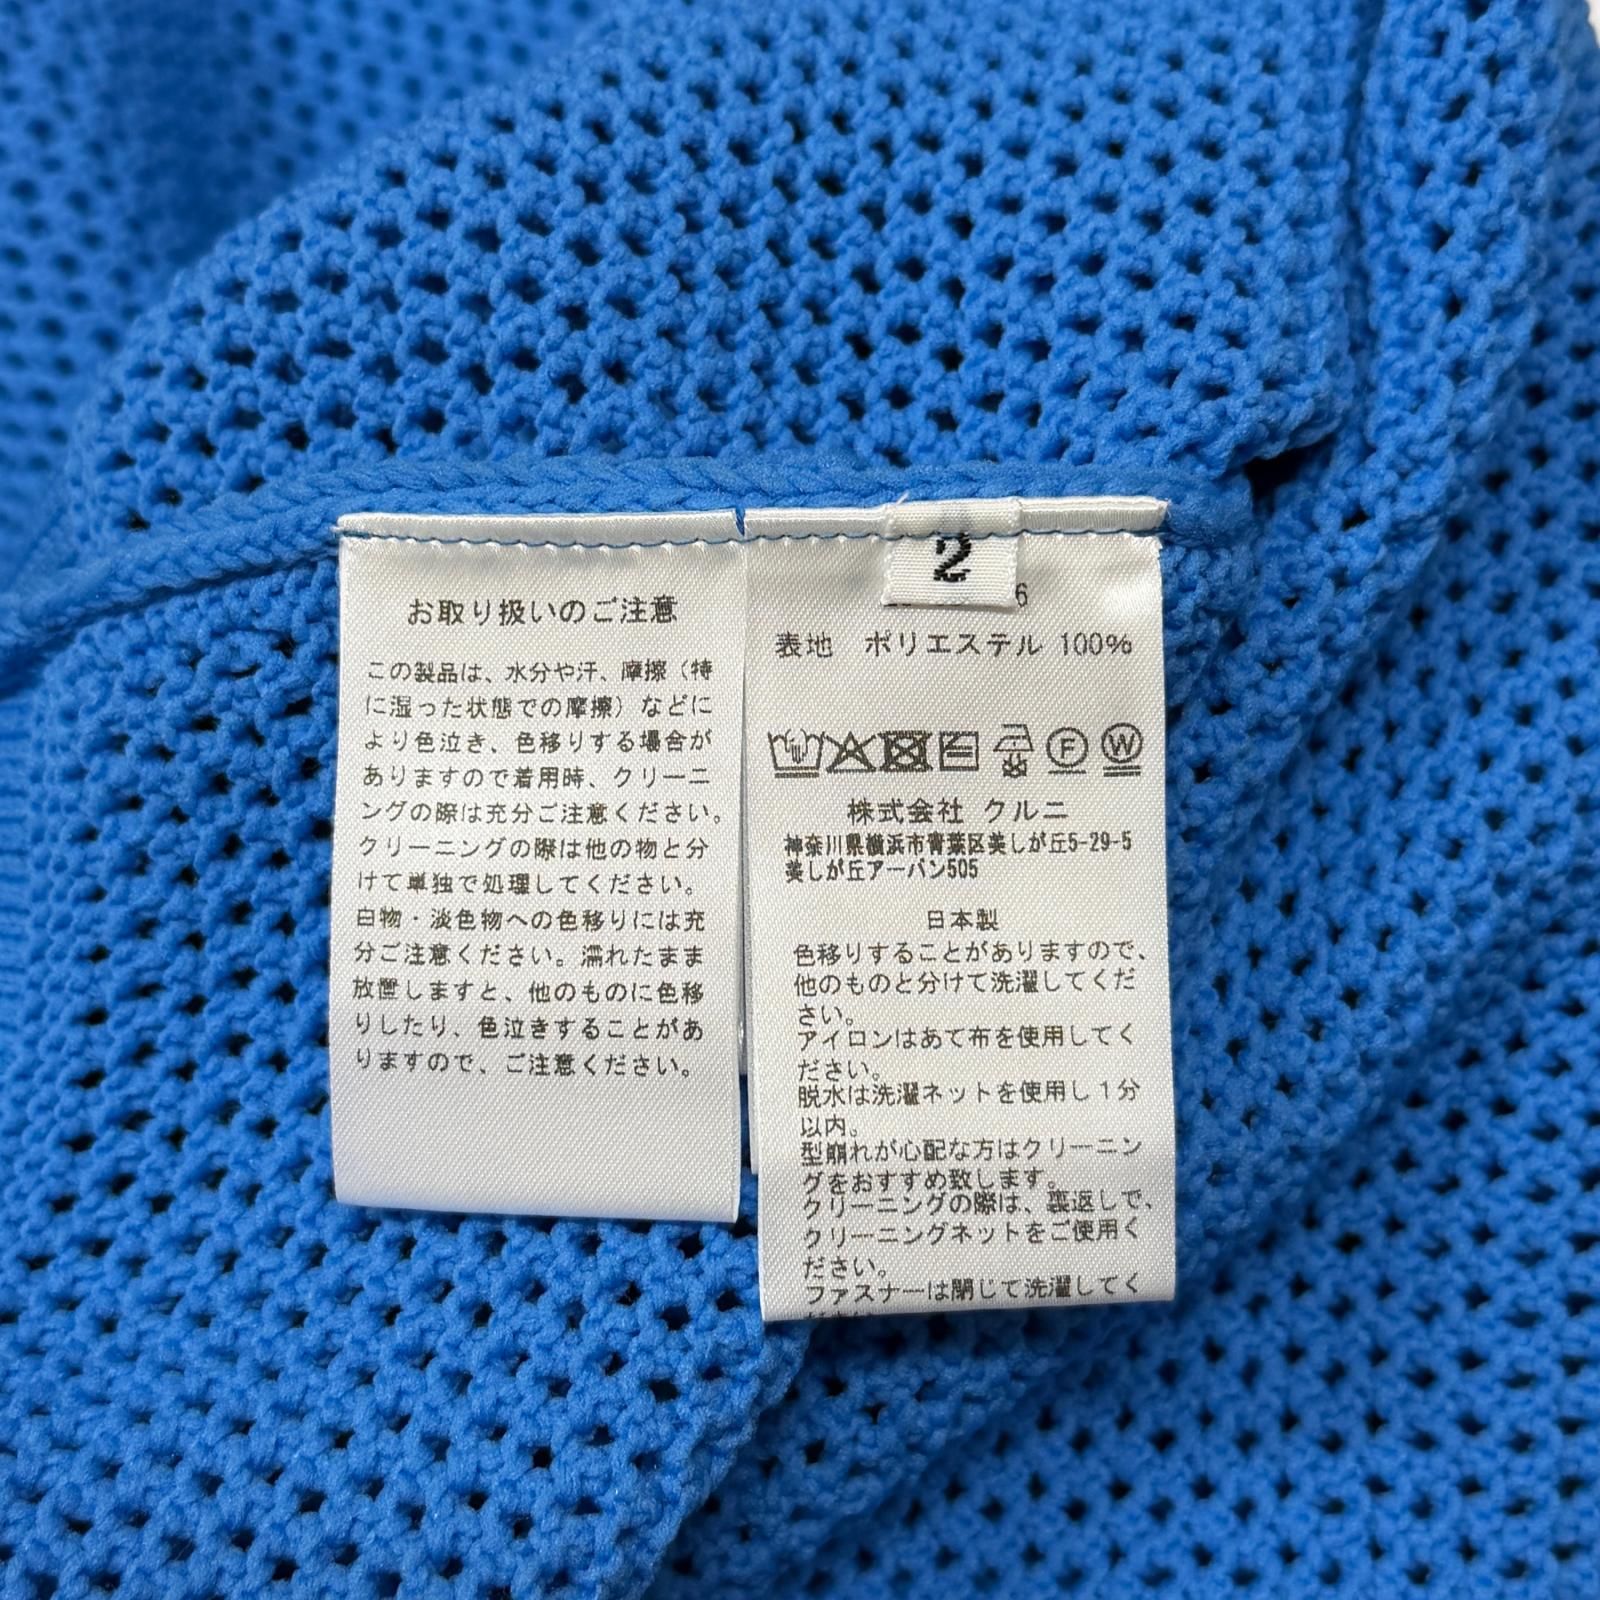 お取り扱いのご注意
この製品は、水分や汗、摩擦（特
に湿った状態での摩擦）などに
より色泣き、色移りする場合が
ありますので着用時、クリーニ
ングの際は充分ご注意ください。
クリーニングの際は他の物と分
けて単独で処理してください。
白物・淡色物への色移りには充
分ご注意ください。濡れたまま
放置しますと、他のものに色移
りしたり、色泣きすることがあ
りますので、ご注意ください。
2
6
表地 ポリエステル 100%
F W
株式会社 クルニ
神奈川県横浜市青葉区美しが丘5-29-5
美しが丘アーバン505
日本製
色移りすることがありますので、
他のものと分けて洗濯してくだ
さい。
アイロンはあて布を使用してく
ださい。
脱水は洗濯ネットを使用し1分
以内。
型崩れが心配な方はクリーニン
グをおすすめ致します。
クリーニングの際は、裏返しで、
クリーニングネットをご使用く
ださい。
ファスナーは閉じて洗濯してく